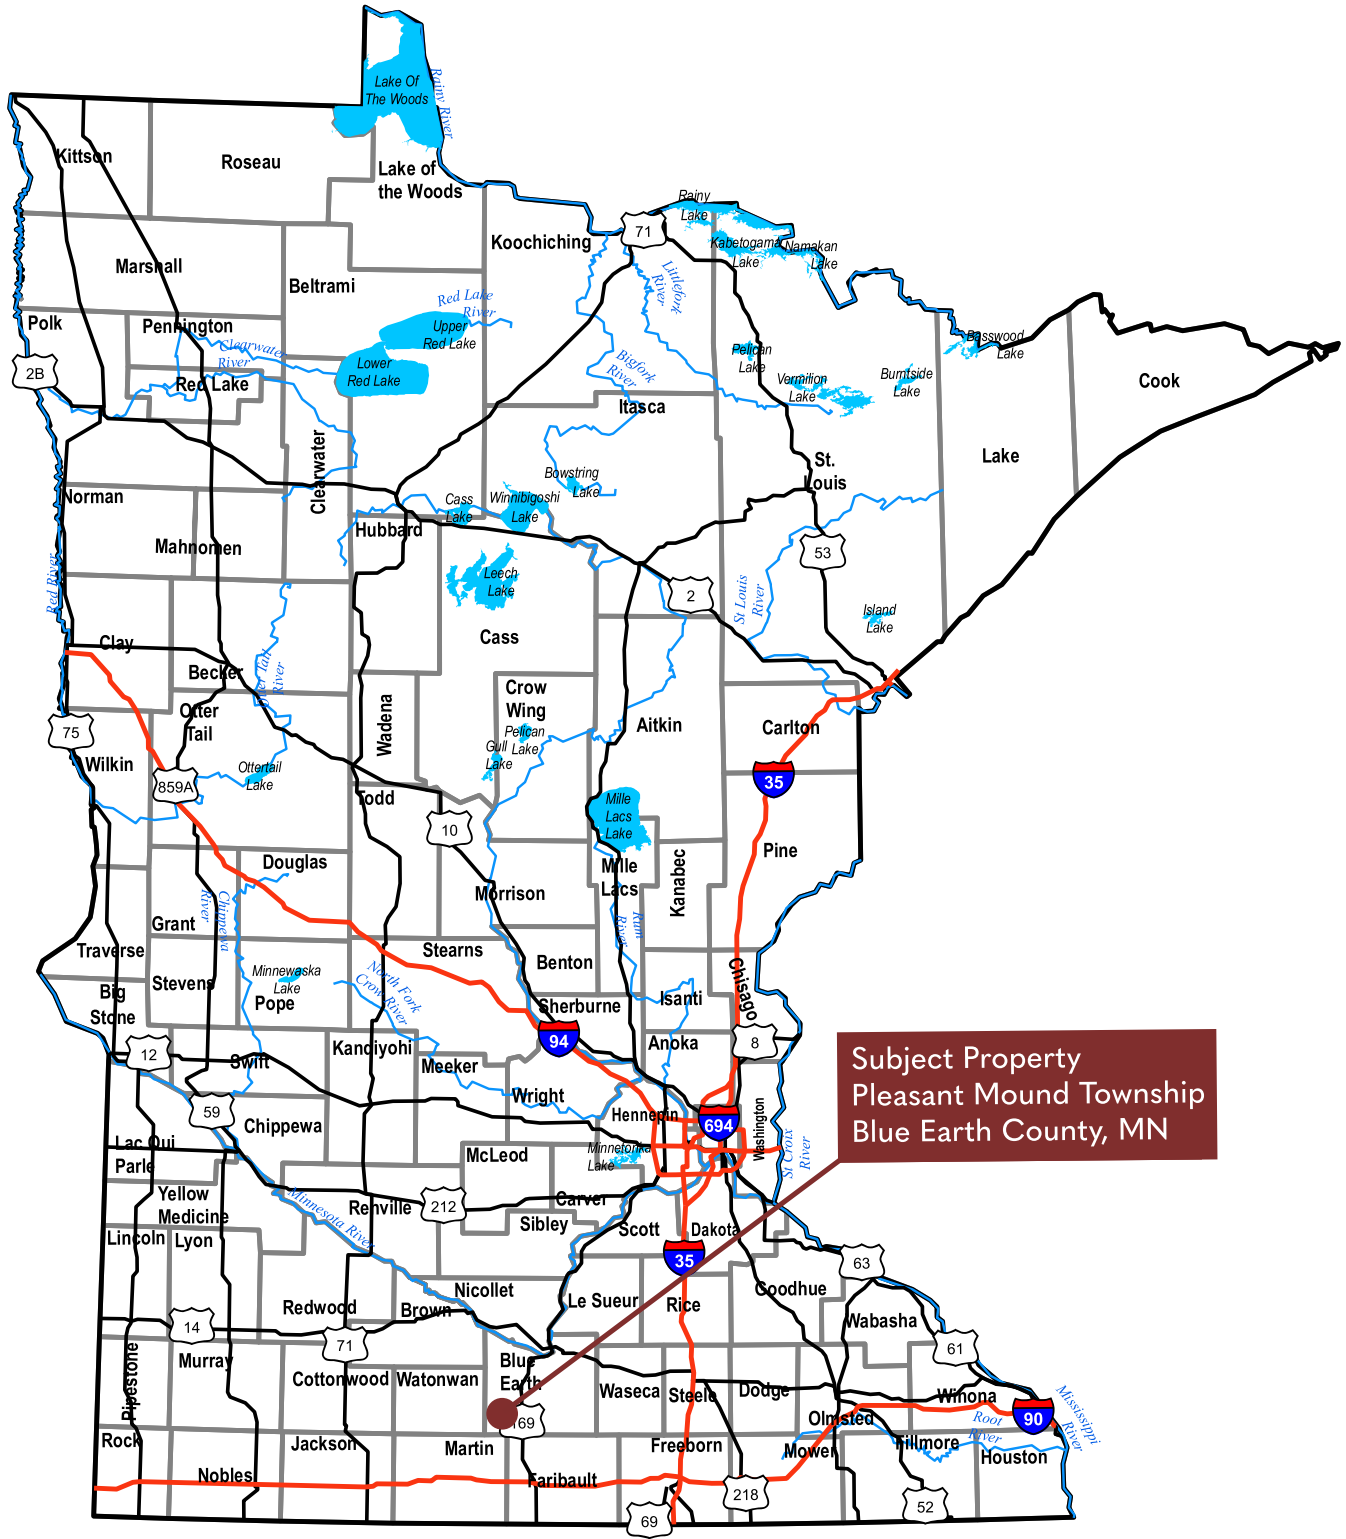 Lake Of
The Woods
Rainy River
Kittson
Roseau
Lake of
the Woods
Rainy
Lake
71
Koochiching
Kabetogama
Lake
Namakan
Lake
Marshall
Beltrami
Littlefork
River
Red Lake
River
Polk
Pennington
Upper
Red Lake
Clearwater
River
Basswood
Lake
Pelican
Lake
2B
Lower
Red Lake
Bigfork
River
Vermilion
Lake
Burntside
Lake
Cook
Red Lake
Itasca
Clearwater
St.
Louis
Lake
Bowstring
Lake
Norman
Cass
Lake
Winnibigoshi
Lake
Hubbard
Mahnomen
53
Red River
Leech
Lake
2
St Louis
River
Island
Lake
Clay
Cass
Becker
Otter Tail
River
Crow
Wing
Otter
Tail
Wadena
Aitkin
Carlton
75
Pelican
Lake
Gull
Lake
Wilkin
Ottertail
Lake
859A
35
Todd
Mille
Lacs
Lake
10
Douglas
Pine
Mille
Lacs
Kanabec
Morrison
Chippewa
River
Grant
Rum
River
Traverse
Stearns
Benton
Stevens
Minnewaska
Lake
North Fork
Crow River
Chisago
Big
Stone
Pope
Isanti
Sherburne
94
8
Anoka
12
Kandiyohi
Swift
Meeker
Subject Property
Pleasant Mound Township
Blue Earth County, MN
Wright
59
Hennepin
694
Washington
Chippewa
Lac Qui
Parle
McLeod
Minnetonka
Lake
St Croix
River
Yellow
Medicine
Minnesota River
Renville
212
Carver
Sibley
Scott
Dakota
Lincoln
Lyon
35
63
Nicollet
Goodhue
Redwood
Brown
Le Sueur
Rice
Wabasha
14
71
61
Murray
Blue
Earth
Pipestone
Cottonwood
Watonwan
Waseca
Steele
Dodge
Winona
Mississippi
River
169
Olmsted
Root
River
90
Rock
Jackson
Martin
Freeborn
Mower
Fillmore
Houston
Nobles
Faribault
218
52
69